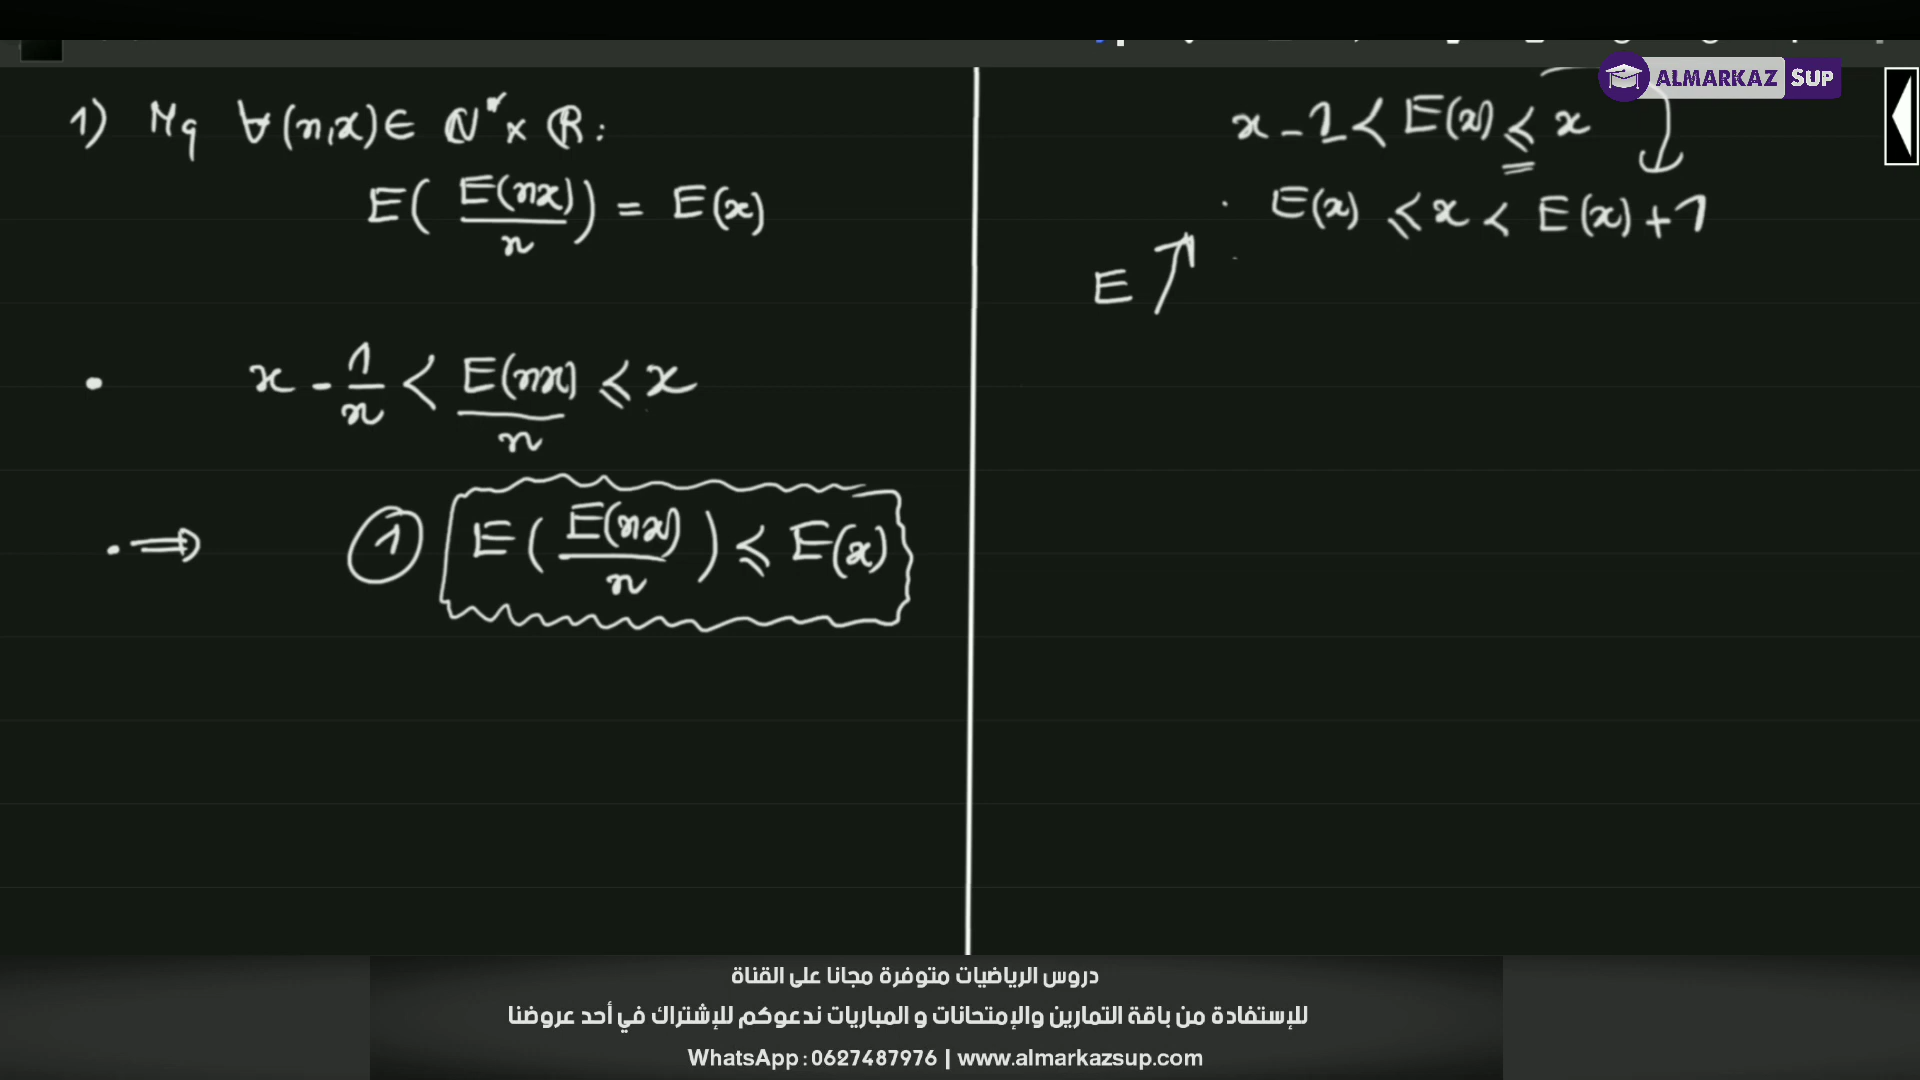 ALMARKAZ SUP
1) Mq ∀(n,x)∈ ℕ* × ℝ :
E( E(nx)/n ) = E(x)
• x - 1/n < E(nx)/n ⩽ x
• ⟹ ① E( E(nx)/n ) ⩽ E(x)
x - 1 < E(x) ⩽ x
• E(x) ⩽ x < E(x) + 1
E ↗
دروس الرياضيات متوفرة مجانا على القناة
للإستفادة من باقة التمارين والإمتحانات و المباريات ندعوكم للإشتراك في أحد عروضنا
WhatsApp : 0627487976 | www.almarkazsup.com